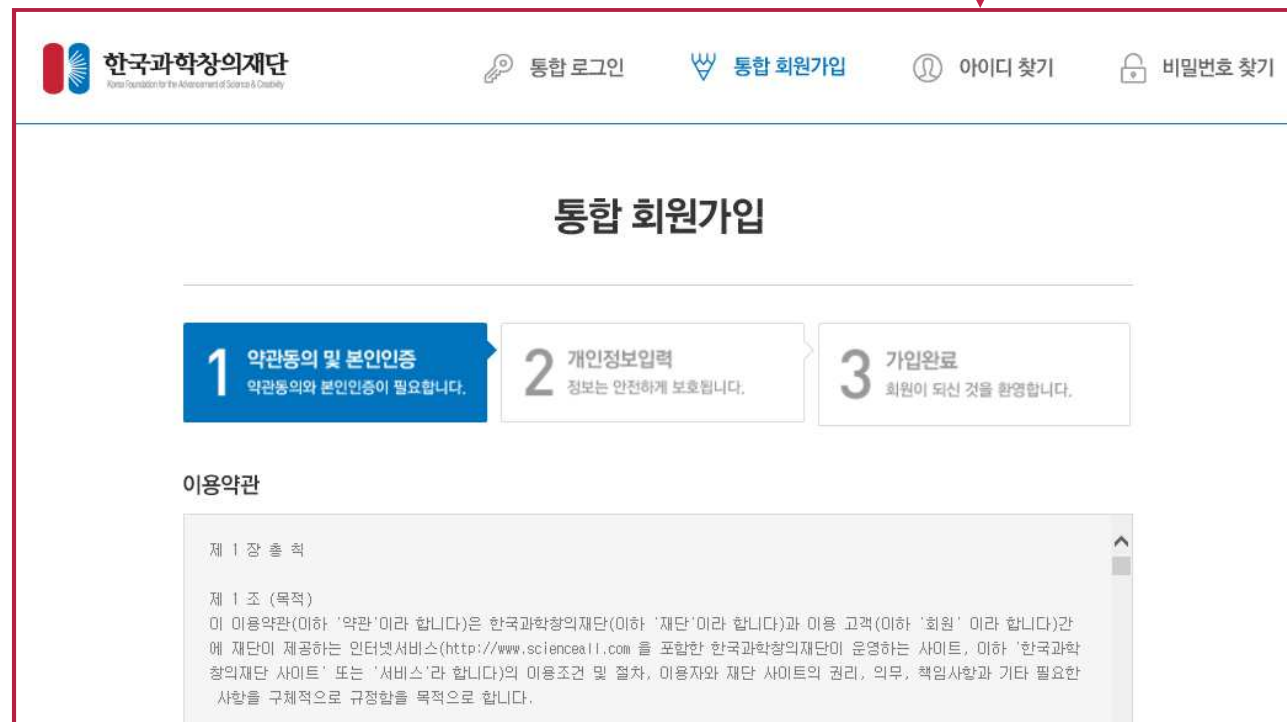 한국과학창의재단
Korea Foundation for the Advancement of Science & Creativity
통합 로그인
통합 회원가입
아이디 찾기
비밀번호 찾기
통합 회원가입
1 약관동의 및 본인인증
약관동의와 본인인증이 필요합니다.
2 개인정보입력
정보는 안전하게 보호됩니다.
3 가입완료
회원이 되신 것을 환영합니다.
이용약관
제 1 장 총 칙
제 1 조 (목적)
이 이용약관(이하 '약관'이라 합니다)은 한국과학창의재단(이하 '재단'이라 합니다)과 이용 고객(이하 '회원' 이라 합니다)간
에 재단이 제공하는 인터넷서비스(http://www.scienceall.com 을 포함한 한국과학창의재단이 운영하는 사이트, 이하 '한국과학
창의재단 사이트' 또는 '서비스'라 합니다)의 이용조건 및 절차, 이용자와 재단 사이트의 권리, 의무, 책임사항과 기타 필요한
사항을 구체적으로 규정함을 목적으로 합니다.